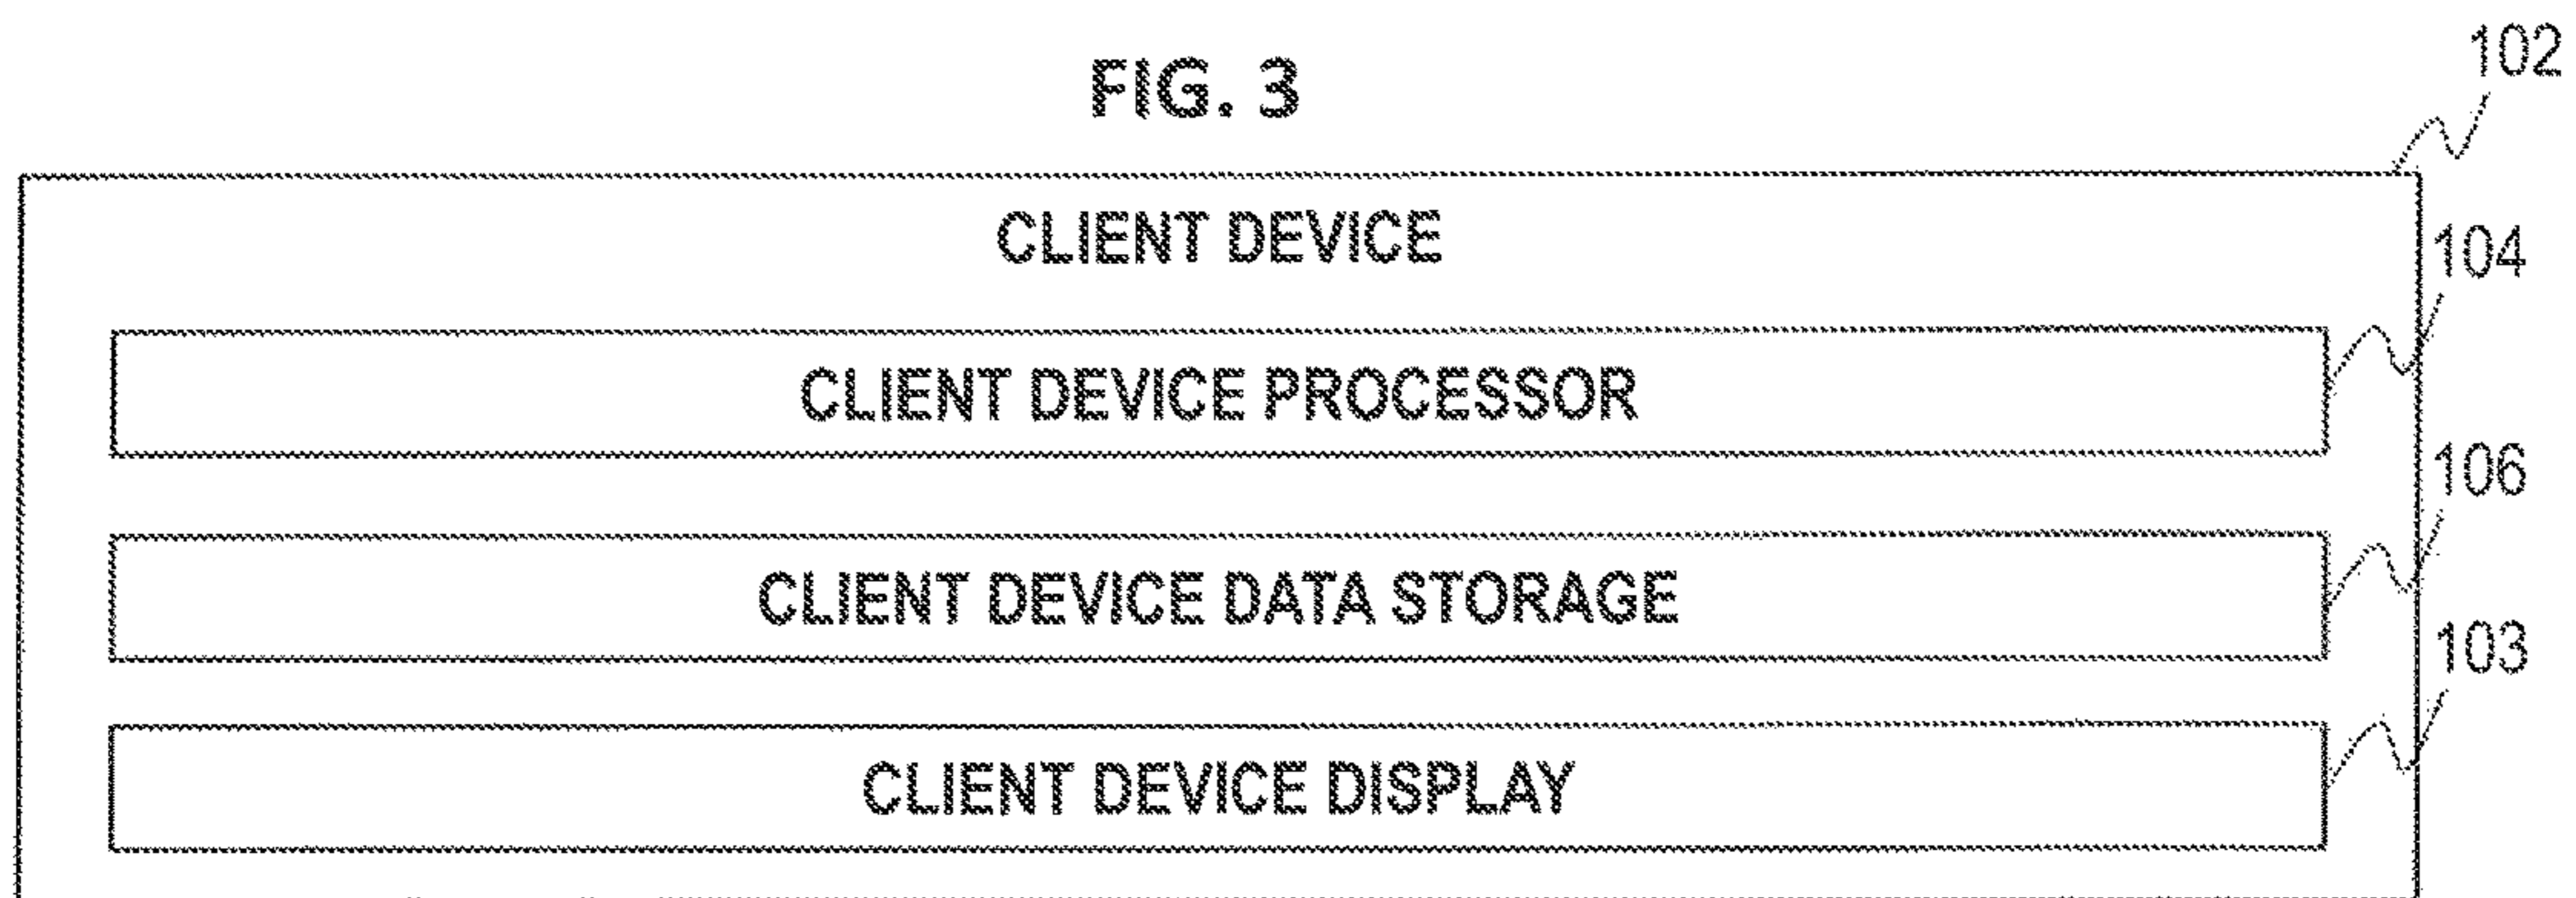 FIG. 3
102
CLIENT DEVICE
104
CLIENT DEVICE PROCESSOR
106
CLIENT DEVICE DATA STORAGE
103
CLIENT DEVICE DISPLAY